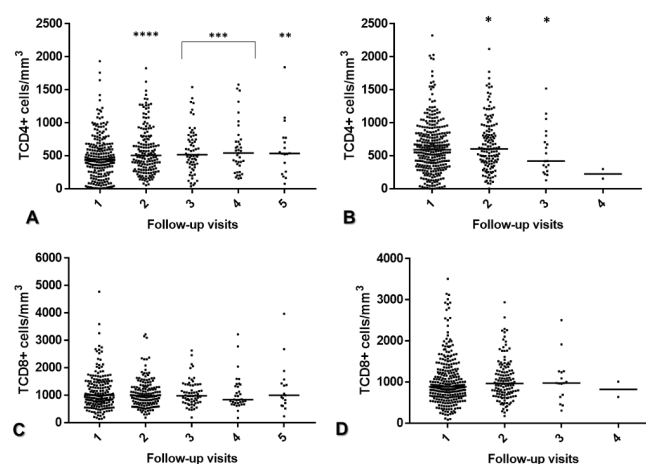 2500
2000
1500
1000
500
0
TCD4+ cells/mm³
****
***
**
1 2 3 4 5
A
Follow-up visits
2500
2000
1500
1000
500
0
TCD4+ cells/mm³
*
*
1 2 3 4
B
Follow-up visits
6000
5000
4000
3000
2000
1000
0
TCD8+ cells/mm³
1 2 3 4 5
C
Follow-up visits
4000
3000
2000
1000
0
TCD8+ cells/mm³
1 2 3 4
D
Follow-up visits